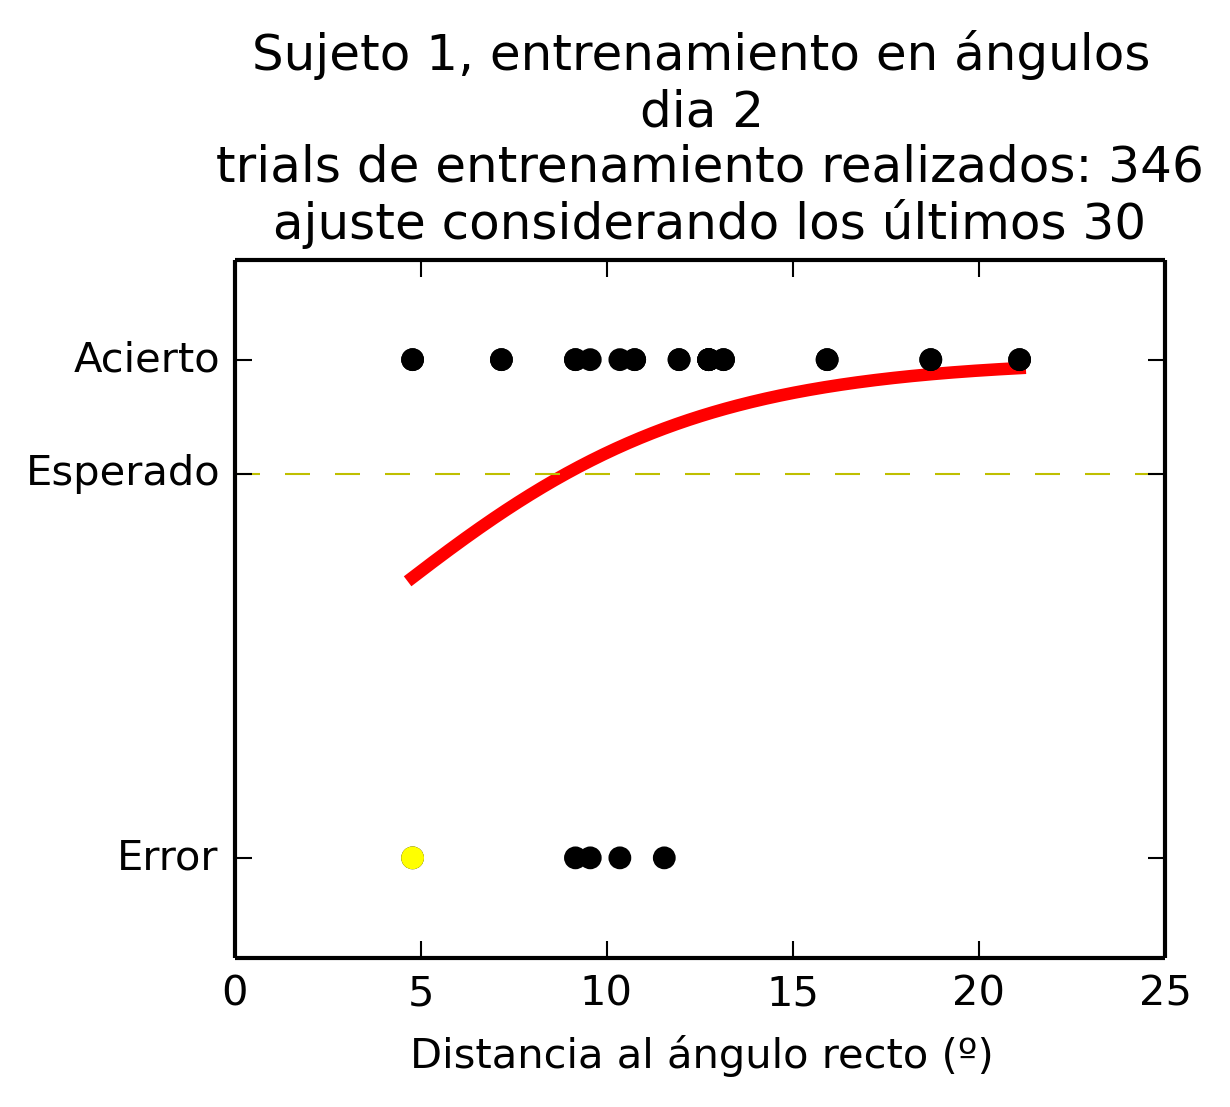 Sujeto 1, entrenamiento en ángulos
dia 2
trials de entrenamiento realizados: 346
ajuste considerando los últimos 30
Acierto
Esperado
Error
0 5 10 15 20 25
Distancia al ángulo recto (º)